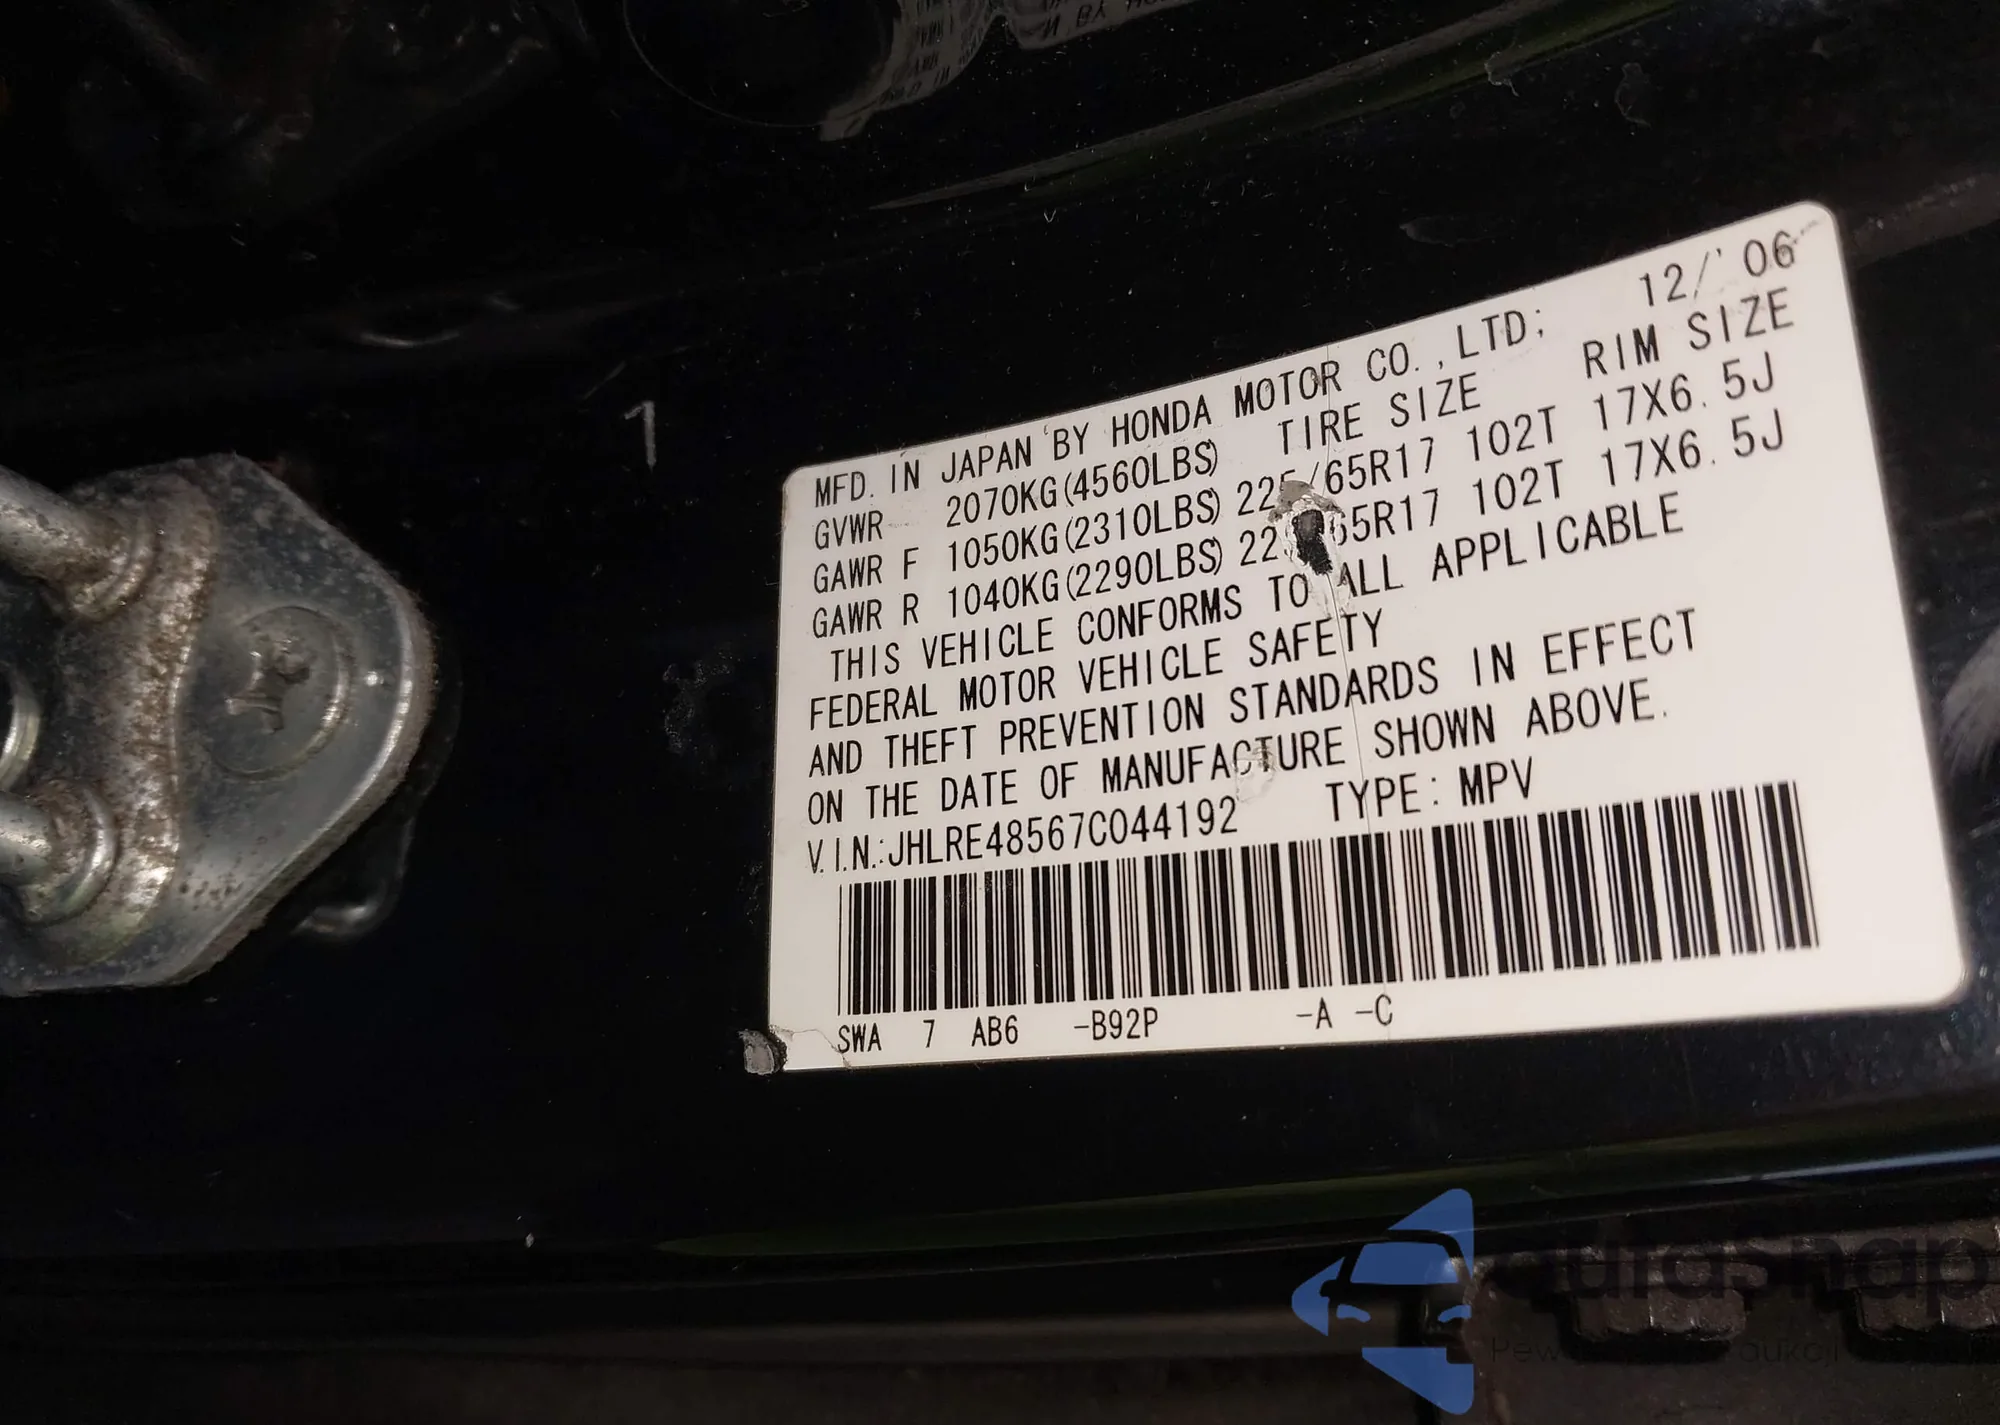 1
MFD. IN JAPAN BY HONDA MOTOR CO.,LTD; 12/'06
GVWR 2070KG(4560LBS) TIRE SIZE RIM SIZE
GAWR F 1050KG(2310LBS) 225/65R17 102T 17X6.5J
GAWR R 1040KG(2290LBS) 65R17 102T 17X6.5J
THIS VEHICLE CONFORMS TO ALL APPLICABLE
FEDERAL MOTOR VEHICLE SAFETY
AND THEFT PREVENTION STANDARDS IN EFFECT
ON THE DATE OF MANUFACTURE SHOWN ABOVE.
V.I.N.:JHLRE48567C044192 TYPE: MPV
SWA 7 AB6 -B92P -A -C
autasnap